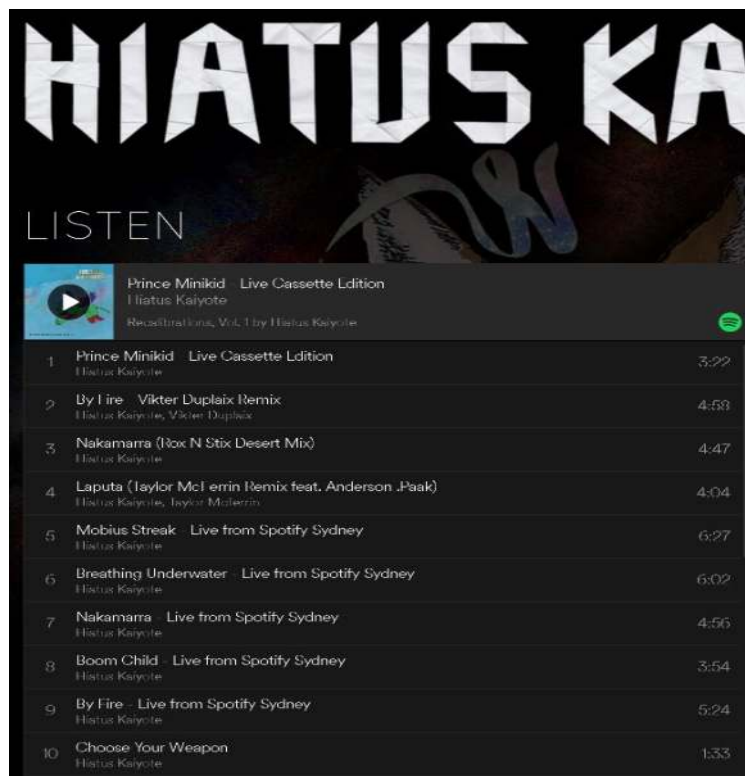 HIATUS KA
LISTEN
Prince Minikid - Live Cassette Edition
Hiatus Kaiyote
Recalibrations, Vol. 1 by Hiatus Kaiyote
1 Prince Minikid - Live Cassette Edition 3:22
Hiatus Kaiyote
2 By Fire - Vikter Duplaix Remix 4:58
Hiatus Kaiyote, Vikter Duplaix
3 Nakamarra (Rox N Stix Desert Mix) 4:47
Hiatus Kaiyote
4 Laputa (Taylor McFerrin Remix feat. Anderson .Paak) 4:04
Hiatus Kaiyote, Taylor McFerrin
5 Mobius Streak - Live from Spotify Sydney 6:27
Hiatus Kaiyote
6 Breathing Underwater - Live from Spotify Sydney 6:02
Hiatus Kaiyote
7 Nakamarra - Live from Spotify Sydney 4:56
Hiatus Kaiyote
8 Boom Child - Live from Spotify Sydney 3:54
Hiatus Kaiyote
9 By Fire - Live from Spotify Sydney 5:24
Hiatus Kaiyote
10 Choose Your Weapon 1:33
Hiatus Kaiyote